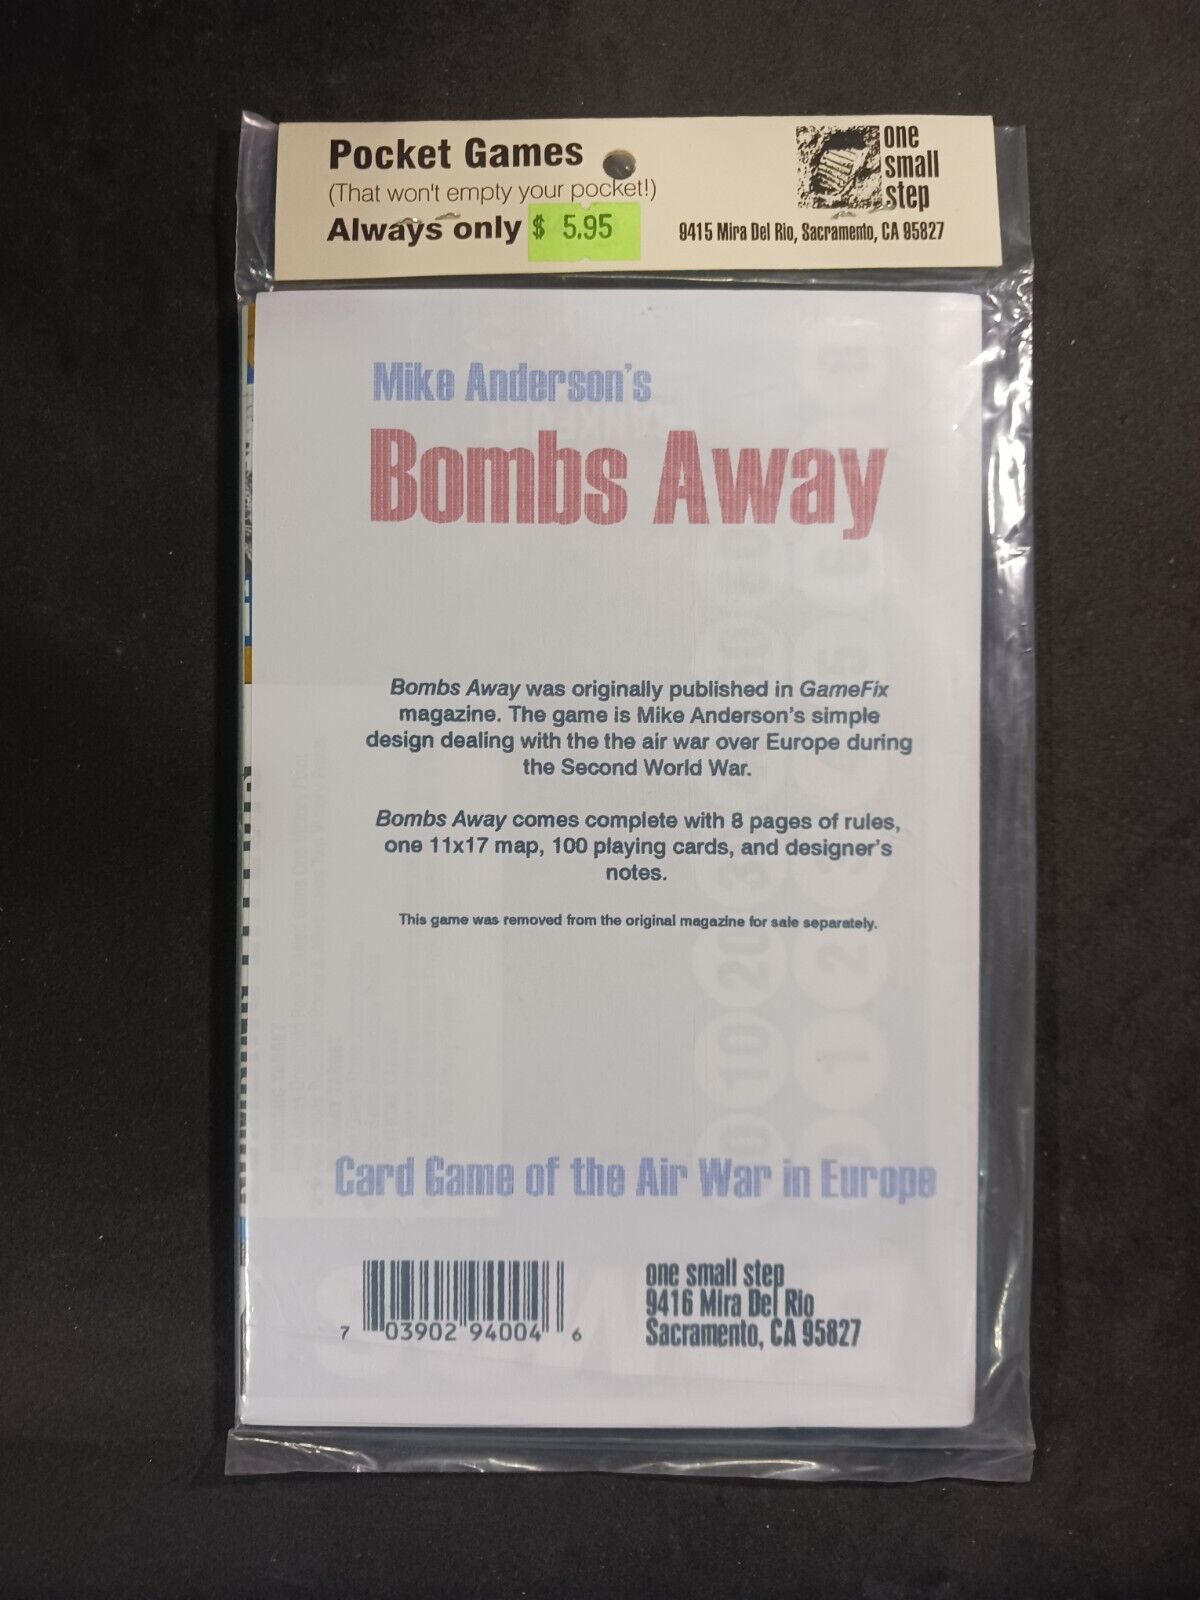 Pocket Games
(That won't empty your pocket!)
Always only $ 5.95
one
small
step
9415 Mira Del Rio, Sacramento, CA 95827
Mike Anderson's
Bombs Away
Bombs Away was originally published in GameFix
magazine. The game is Mike Anderson's simple
design dealing with the the air war over Europe during
the Second World War.
Bombs Away comes complete with 8 pages of rules,
one 11x17 map, 100 playing cards, and designer's
notes.
This game was removed from the original magazine for sale separately.
Card Game of the Air War in Europe
7 03902 94004 6
one small step
9416 Mira Del Rio
Sacramento, CA 95827